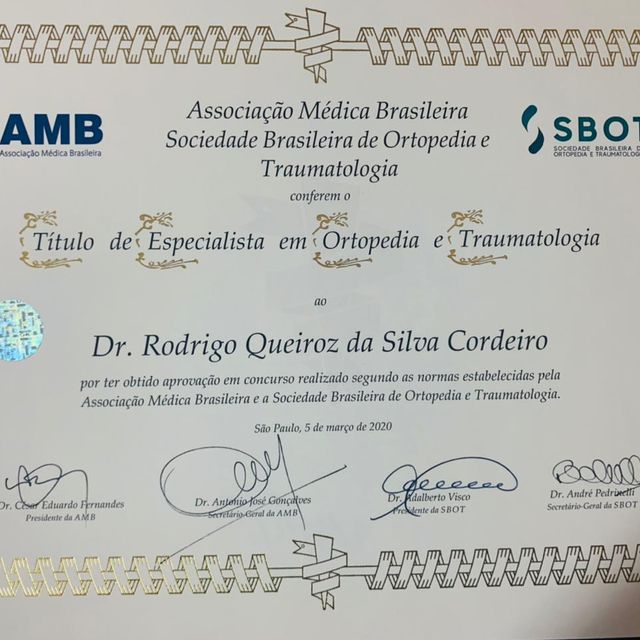 AMB
Associação Médica Brasileira
SBOT
SOCIEDADE BRASILEIRA D
ORTOPEDIA E TRAUMATOLOGI
Associação Médica Brasileira
Sociedade Brasileira de Ortopedia e
Traumatologia
conferem o
Título de Especialista em Ortopedia e Traumatologia
ao
Dr. Rodrigo Queiroz da Silva Cordeiro
por ter obtido aprovação em concurso realizado segundo as normas estabelecidas pela
Associação Médica Brasileira e a Sociedade Brasileira de Ortopedia e Traumatologia.
São Paulo, 5 de março de 2020
Dr. César Eduardo Fernandes
Presidente da AMB
Dr. Antonio José Gonçalves
Secretário-Geral da AMB
Dr. Adalberto Visco
Presidente da SBOT
Dr. André Pedrinelli
Secretário-Geral da SBOT